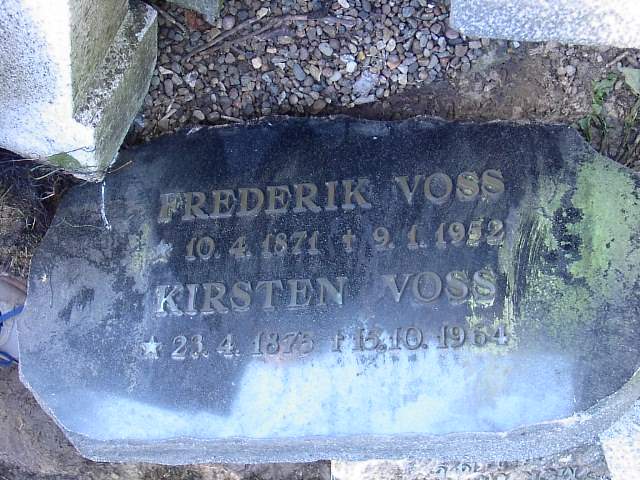 FREDERIK VOSS
★ 10.4.1871 ✝ 9.1.1952
KIRSTEN VOSS
★ 23.4.1875 ✝ 15.10.1964